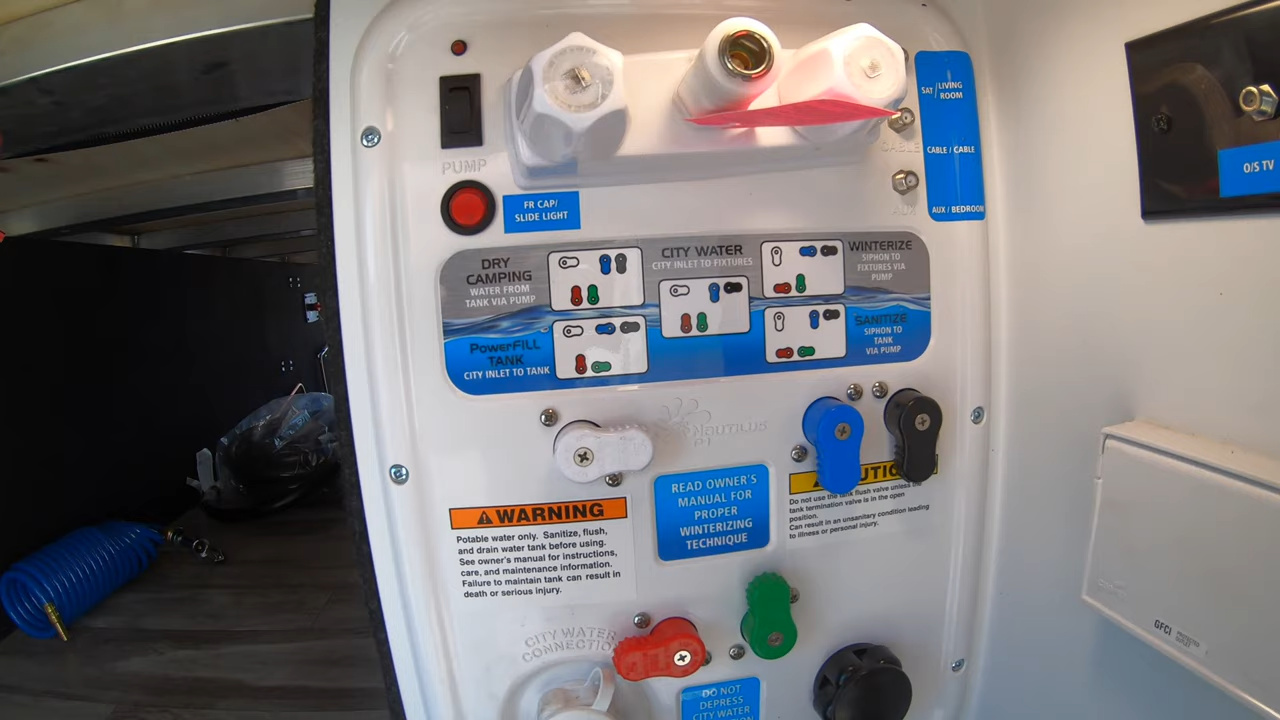 PUMP
FR CAP/
SLIDE LIGHT
CABLE
AUX
SAT / LIVING
ROOM
CABLE / CABLE
AUX / BEDROOM
O/S TV
DRY
CAMPING
WATER FROM
TANK VIA PUMP
CITY WATER
CITY INLET TO FIXTURES
WINTERIZE
SIPHON TO
FIXTURES VIA
PUMP
PowerFILL
TANK
CITY INLET TO TANK
SANITIZE
SIPHON TO
TANK
VIA PUMP
NAUTILUS
P1
WARNING
Potable water only. Sanitize, flush,
and drain water tank before using.
See owner's manual for instructions,
care, and maintenance information.
Failure to maintain tank can result in
death or serious injury.
READ OWNER'S
MANUAL FOR
PROPER
WINTERIZING
TECHNIQUE
CAUTION
Do not use the tank flush valve unless the
tank termination valve is in the open
position.
Can result in an unsanitary condition leading
to illness or personal injury.
CITY WATER
CONNECTION
DO NOT
DEPRESS
CITY WATER
GFCI
PROTECTED
OUTLET